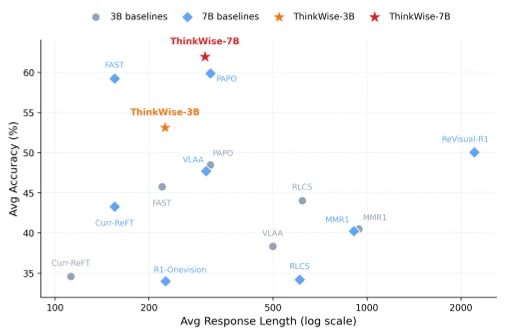 3B baselines 7B baselines ThinkWise-3B ThinkWise-7B
ThinkWise-7B
FAST
PAPO
ThinkWise-3B
ReVisual-R1
PAPO
VLAA
RLCS
FAST
MMR1
MMR1
Curr-ReFT
VLAA
Curr-ReFT
R1-Onevision
RLCS
60
55
50
45
40
35
Avg Accuracy (%)
100 200 500 1000 2000
Avg Response Length (log scale)